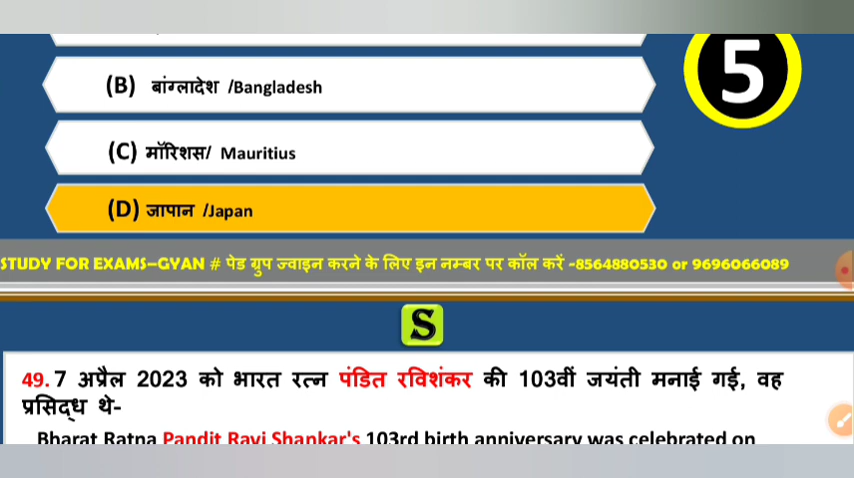 5
(B) बांग्लादेश /Bangladesh
(C) मॉरिशस/ Mauritius
(D) जापान /Japan
STUDY FOR EXAMS–GYAN # पेड ग्रुप ज्वाइन करने के लिए इन नम्बर पर कॉल करें -8564880530 or 9696066089
S
49. 7 अप्रैल 2023 को भारत रत्न पंडित रविशंकर की 103वीं जयंती मनाई गई, वह
प्रसिद्ध थे-
Bharat Ratna Pandit Ravi Shankar's 103rd birth anniversary was celebrated on